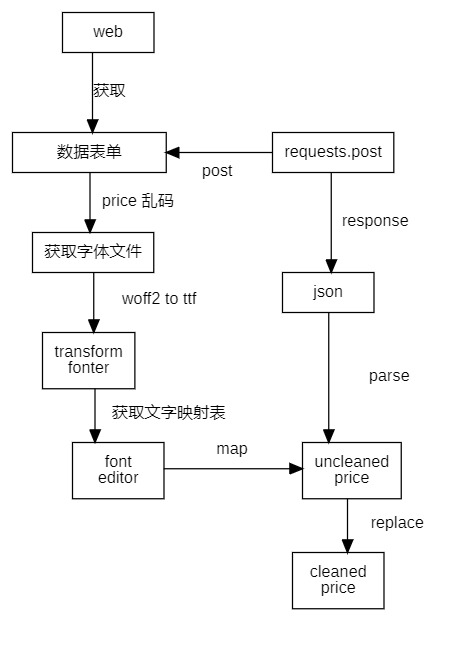 web
获取
数据表单
requests.post
post
price 乱码
response
获取字体文件
json
woff2 to ttf
transform
fonter
parse
获取文字映射表
font
editor
map
uncleaned
price
replace
cleaned
price